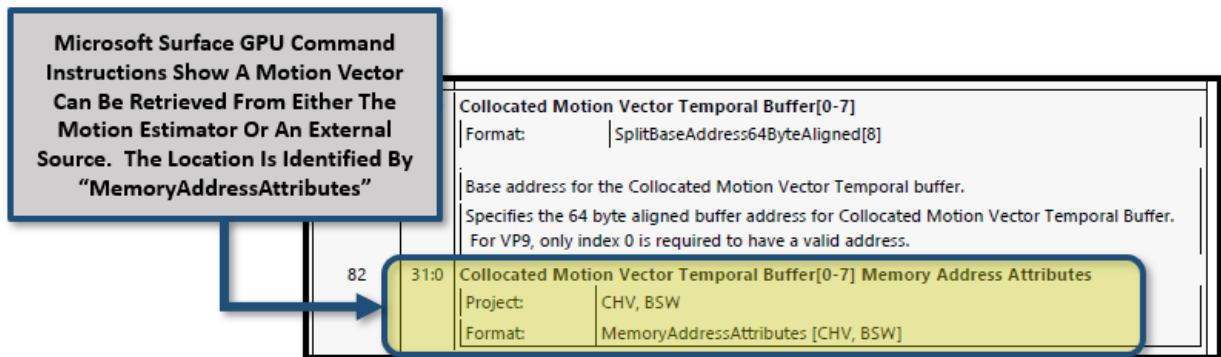 Microsoft Surface GPU Command
Instructions Show A Motion Vector
Can Be Retrieved From Either The
Motion Estimator Or An External
Source.  The Location Is Identified By
“MemoryAddressAttributes”
Collocated Motion Vector Temporal Buffer[0-7]
Format: SplitBaseAddress64ByteAligned[8]
Base address for the Collocated Motion Vector Temporal buffer.
Specifies the 64 byte aligned buffer address for Collocated Motion Vector Temporal Buffer.
For VP9, only index 0 is required to have a valid address.
82 31:0 Collocated Motion Vector Temporal Buffer[0-7] Memory Address Attributes
Project: CHV, BSW
Format: MemoryAddressAttributes [CHV, BSW]